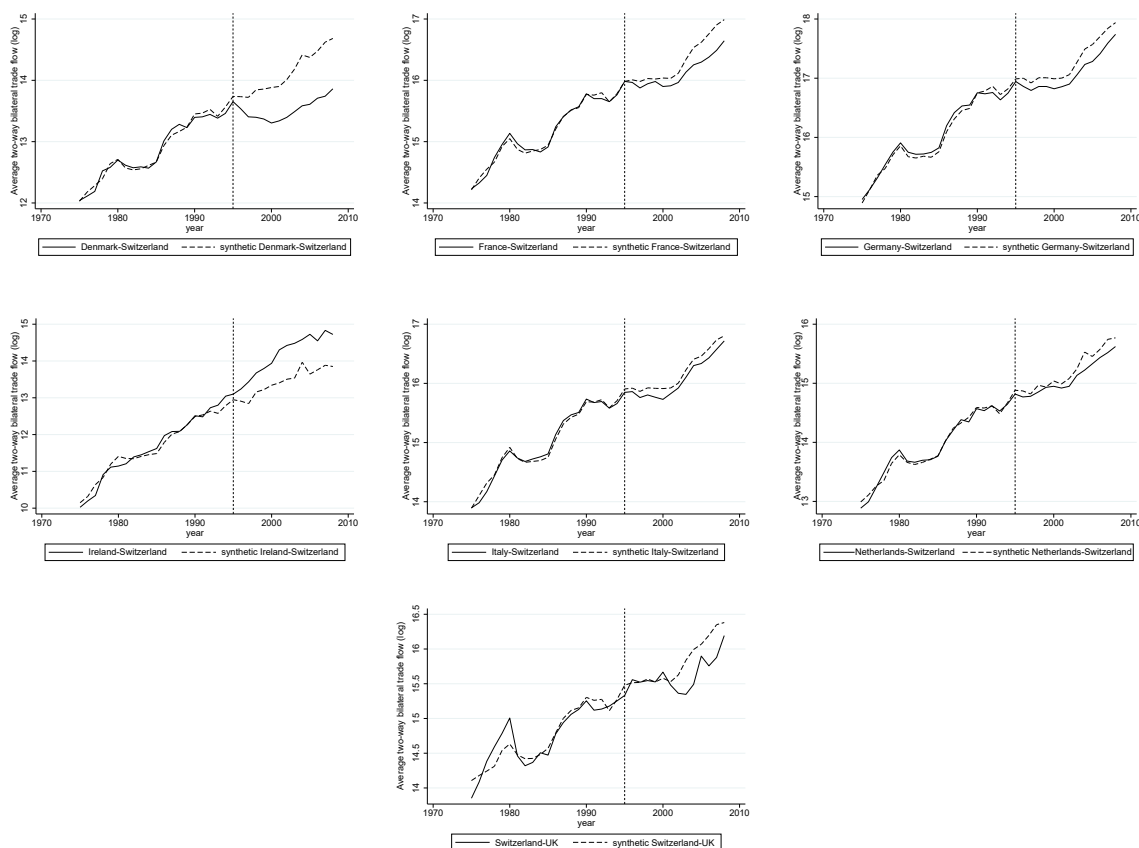 Average two-way bilateral trade flow (log)
15
14
13
12
1970 1980 1990 2000 2010
year
Denmark-Switzerland synthetic Denmark-Switzerland
Average two-way bilateral trade flow (log)
17
16
15
14
1970 1980 1990 2000 2010
year
France-Switzerland synthetic France-Switzerland
Average two-way bilateral trade flow (log)
18
17
16
15
1970 1980 1990 2000 2010
year
Germany-Switzerland synthetic Germany-Switzerland
Average two-way bilateral trade flow (log)
15
14
13
12
11
10
1970 1980 1990 2000 2010
year
Ireland-Switzerland synthetic Ireland-Switzerland
Average two-way bilateral trade flow (log)
17
16
15
14
1970 1980 1990 2000 2010
year
Italy-Switzerland synthetic Italy-Switzerland
Average two-way bilateral trade flow (log)
16
15
14
13
1970 1980 1990 2000 2010
year
Netherlands-Switzerland synthetic Netherlands-Switzerland
Average two-way bilateral trade flow (log)
16.5
16
15.5
15
14.5
14
1970 1980 1990 2000 2010
year
Switzerland-UK synthetic Switzerland-UK